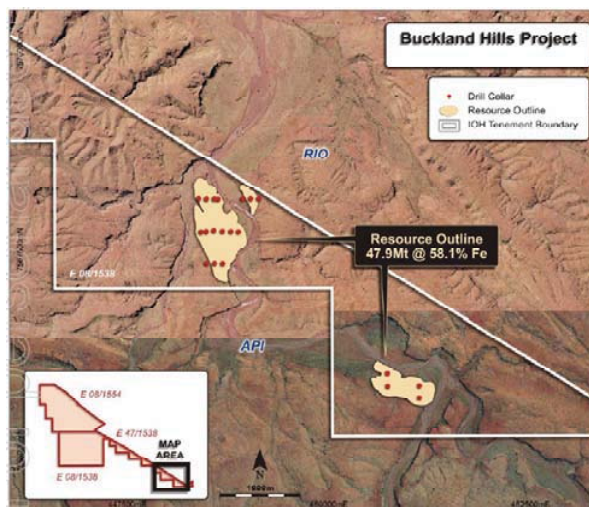 Buckland Hills Project
Drill Collar
Resource Outline
IOH Tenement Boundary
RIO
Resource Outline
47.9Mt @ 58.1% Fe
E 08/1538
API
E 08/1554
E 47/1538
MAP
AREA
E 08/1538
N